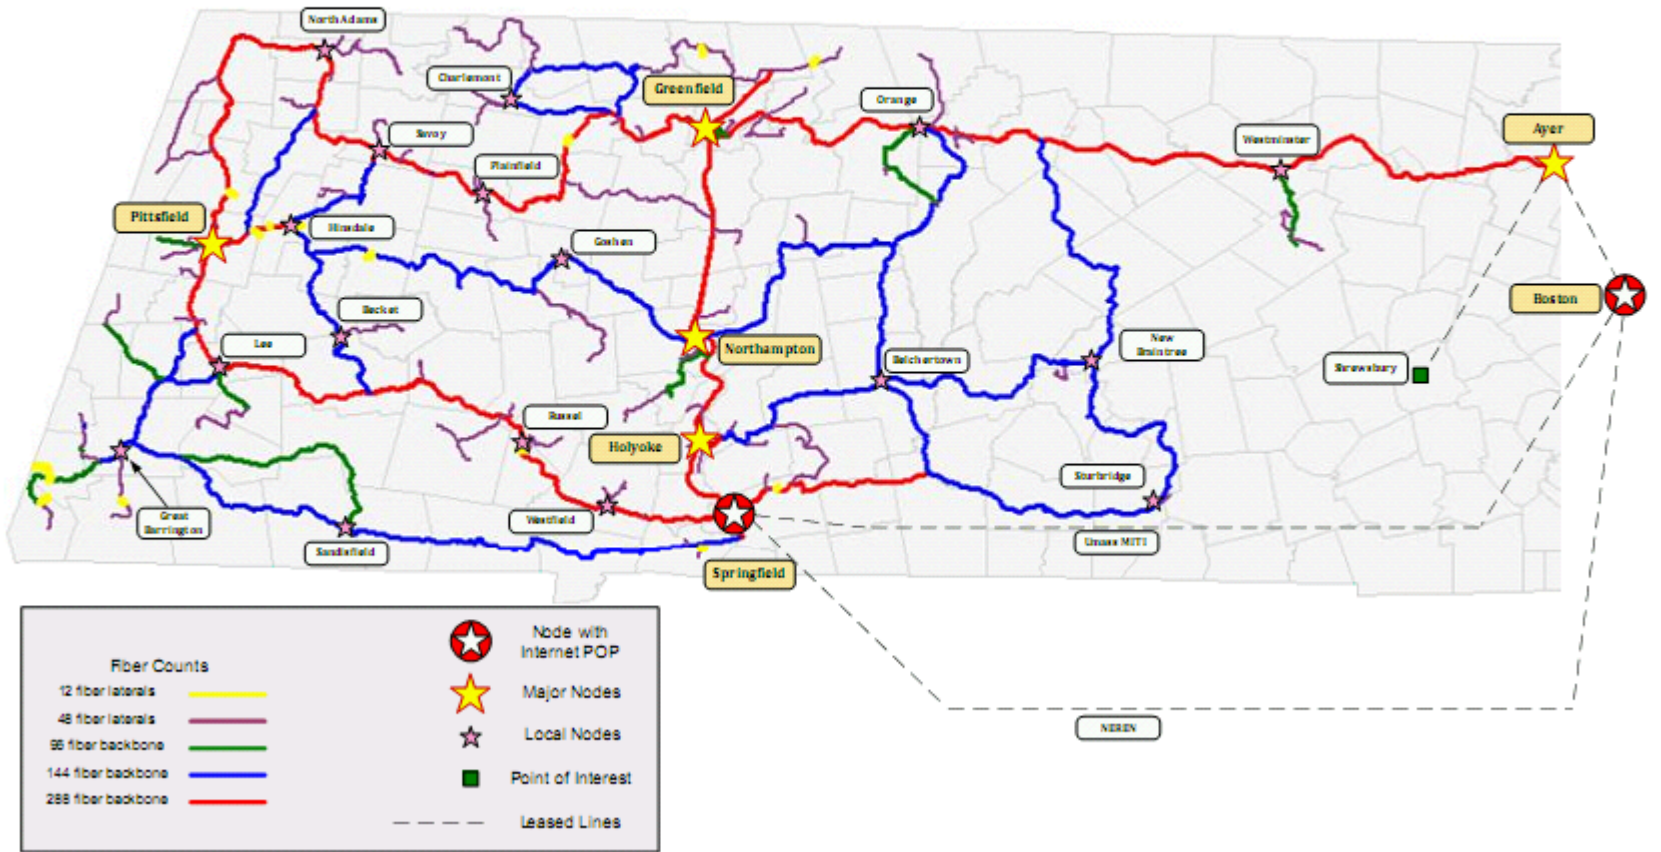 North Adams
Charlemont
Greenfield
Orange
Savoy
Plainfield
Westminster
Ayer
Pittsfield
Hinsdale
Goshen
Boston
Becket
Lee
Northampton
Belchertown
New
Braintree
Shrewsbury
Russel
Holyoke
Sturbridge
Great
Barrington
Westfield
Sandisfield
Springfield
Umass MITI
NEREN
Fiber Counts
12 fiber laterals
48 fiber laterals
96 fiber backbone
144 fiber backbone
288 fiber backbone
Node with
Internet POP
Major Nodes
Local Nodes
Point of Interest
Leased Lines